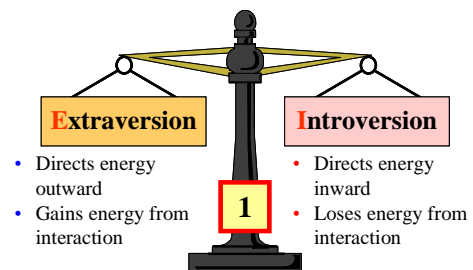 Extraversion
• Directs energy
outward
• Gains energy from
interaction
1
Introversion
• Directs energy
inward
• Loses energy from
interaction